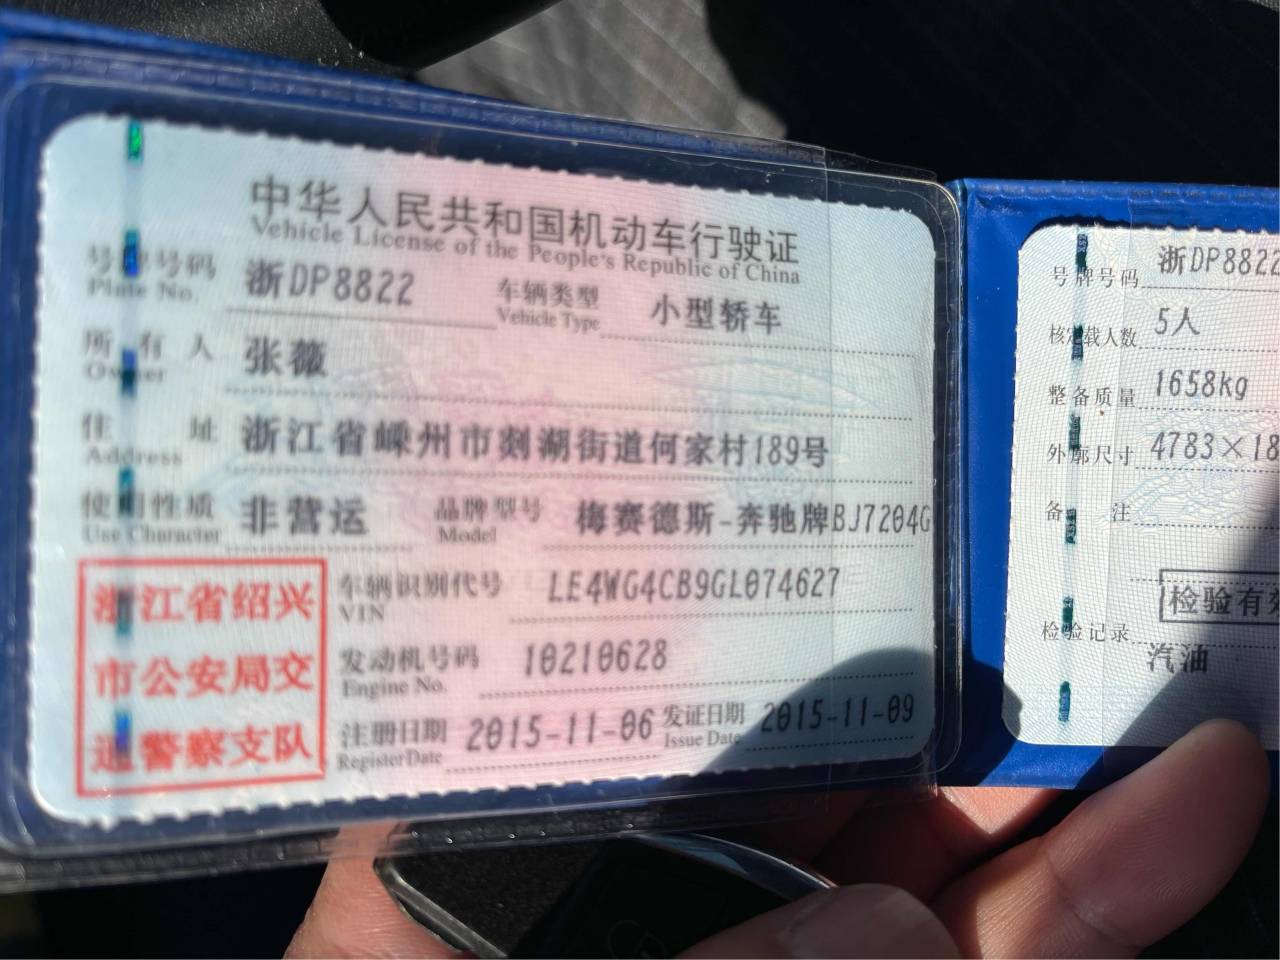 中华人民共和国机动车行驶证
Vehicle License of the People's Republic of China
号牌号码 浙DP8822 车辆类型 小型轿车
Plate No. Vehicle Type
所有人 张薇
Owner
住址 浙江省嵊州市剡湖街道何家村189号
Address
使用性质 非营运 品牌型号 梅赛德斯-奔驰牌BJ7204G
Use Character Model
浙江省绍兴
市公安局交
通警察支队
车辆识别代号 LE4WG4CB9GL074627
VIN
发动机号码 10210628
Engine No.
注册日期 2015-11-06 发证日期 2015-11-09
Register Date Issue Date
号牌号码 浙DP8822
核定载人数 5人
整备质量 1658kg
外廓尺寸 4783×18
备注
检验有效
检验记录
汽油